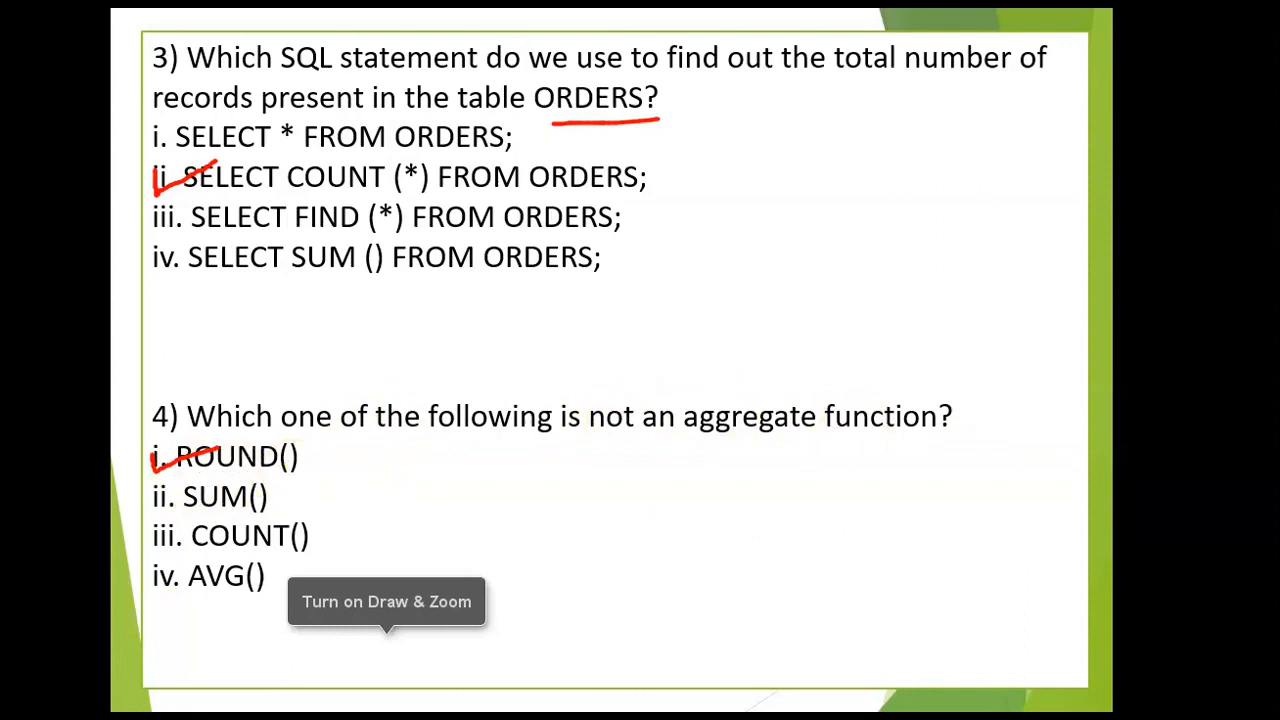 3) Which SQL statement do we use to find out the total number of
records present in the table ORDERS?
i. SELECT * FROM ORDERS;
ii. SELECT COUNT (*) FROM ORDERS;
iii. SELECT FIND (*) FROM ORDERS;
iv. SELECT SUM () FROM ORDERS;
4) Which one of the following is not an aggregate function?
i. ROUND()
ii. SUM()
iii. COUNT()
iv. AVG()
Turn on Draw & Zoom